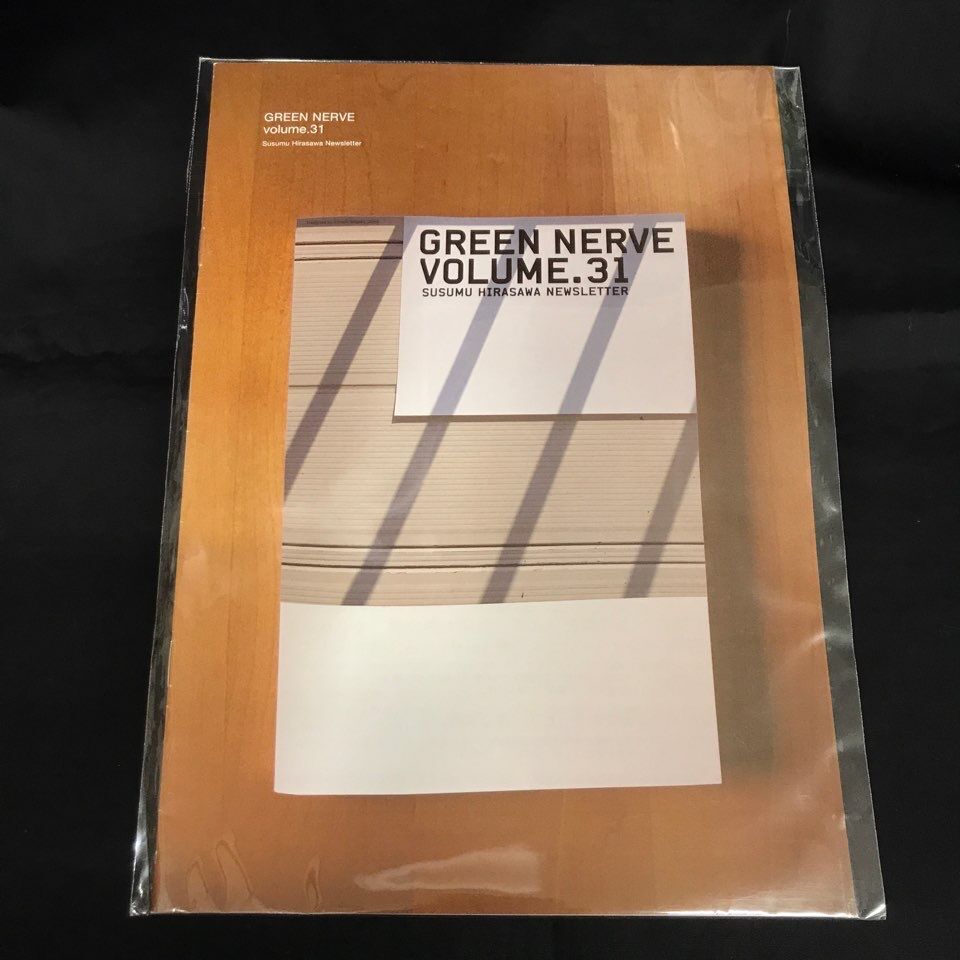 GREEN NERVE
volume.31
Susumu Hirasawa Newsletter
GREEN NERVE
VOLUME.31
SUSUMU HIRASAWA NEWSLETTER